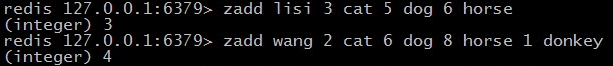 redis 127.0.0.1:6379> zadd lisi 3 cat 5 dog 6 horse
(integer) 3
redis 127.0.0.1:6379> zadd wang 2 cat 6 dog 8 horse 1 donkey
(integer) 4